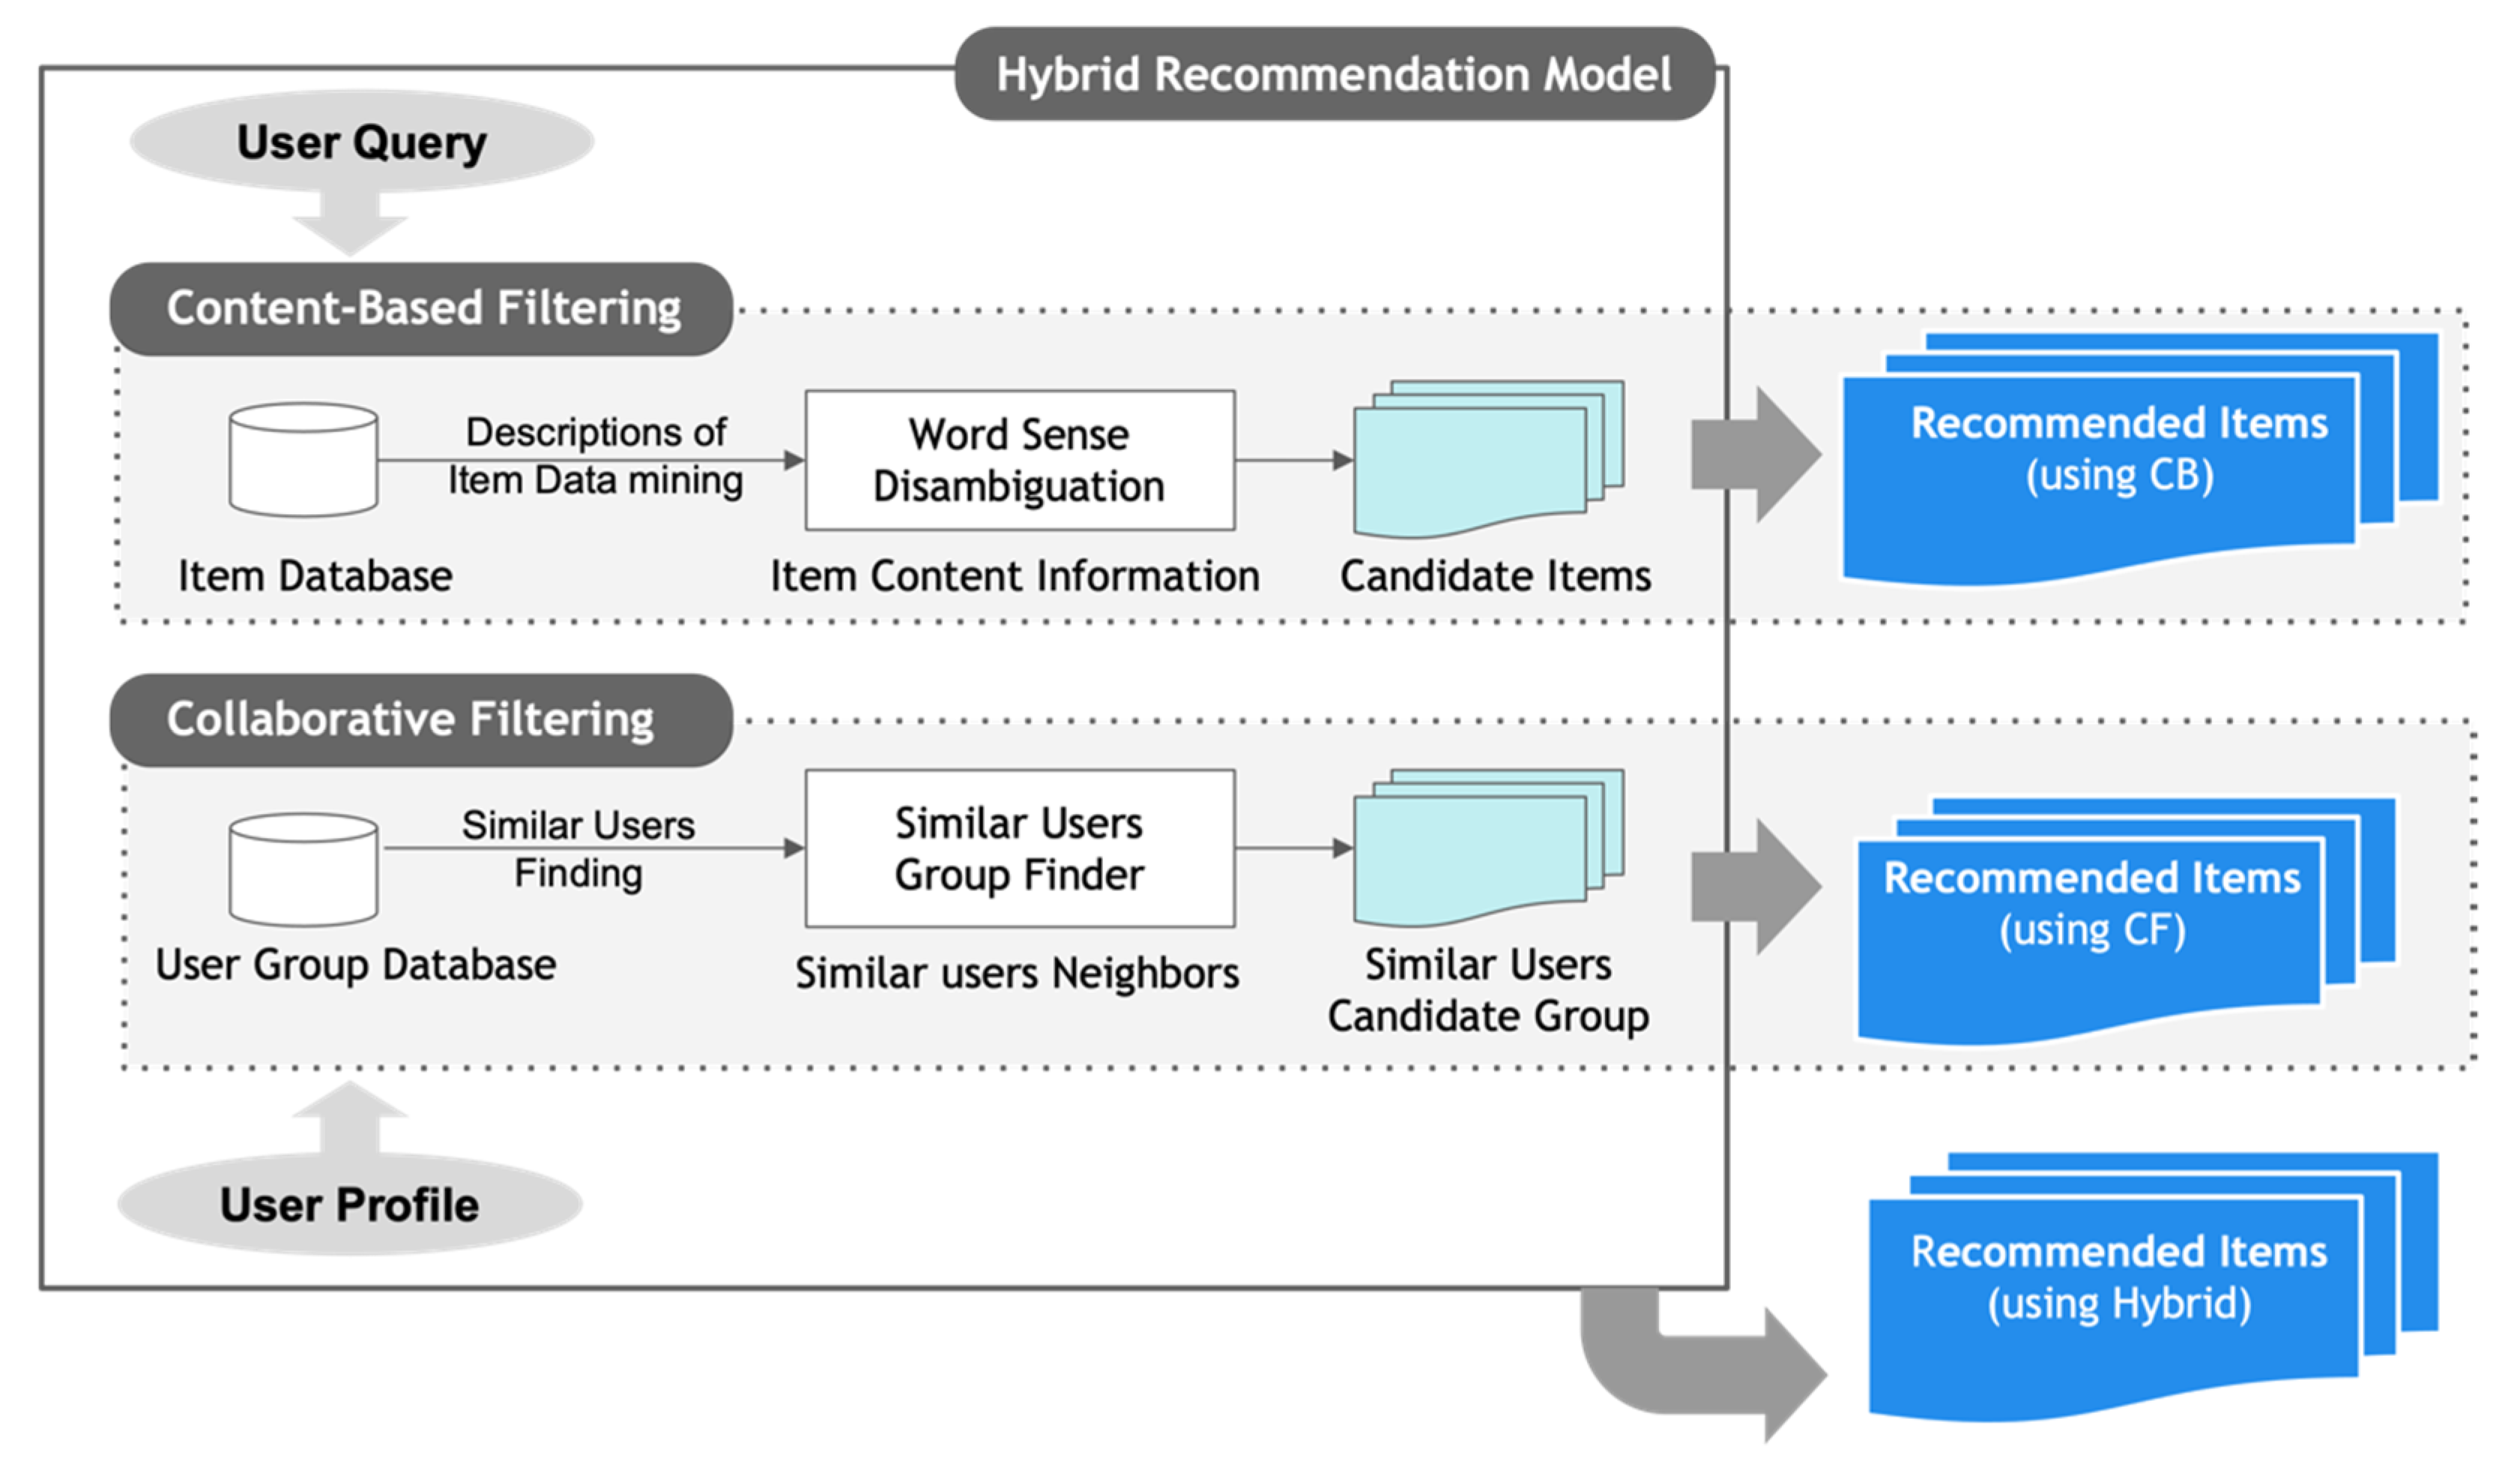 Hybrid Recommendation Model
User Query
Content-Based Filtering
Descriptions of
Item Data mining
Word Sense
Disambiguation
Item Database
Item Content Information
Candidate Items
Recommended Items
(using CB)
Collaborative Filtering
Similar Users
Finding
Similar Users
Group Finder
User Group Database
Similar users Neighbors
Similar Users
Candidate Group
Recommended Items
(using CF)
User Profile
Recommended Items
(using Hybrid)